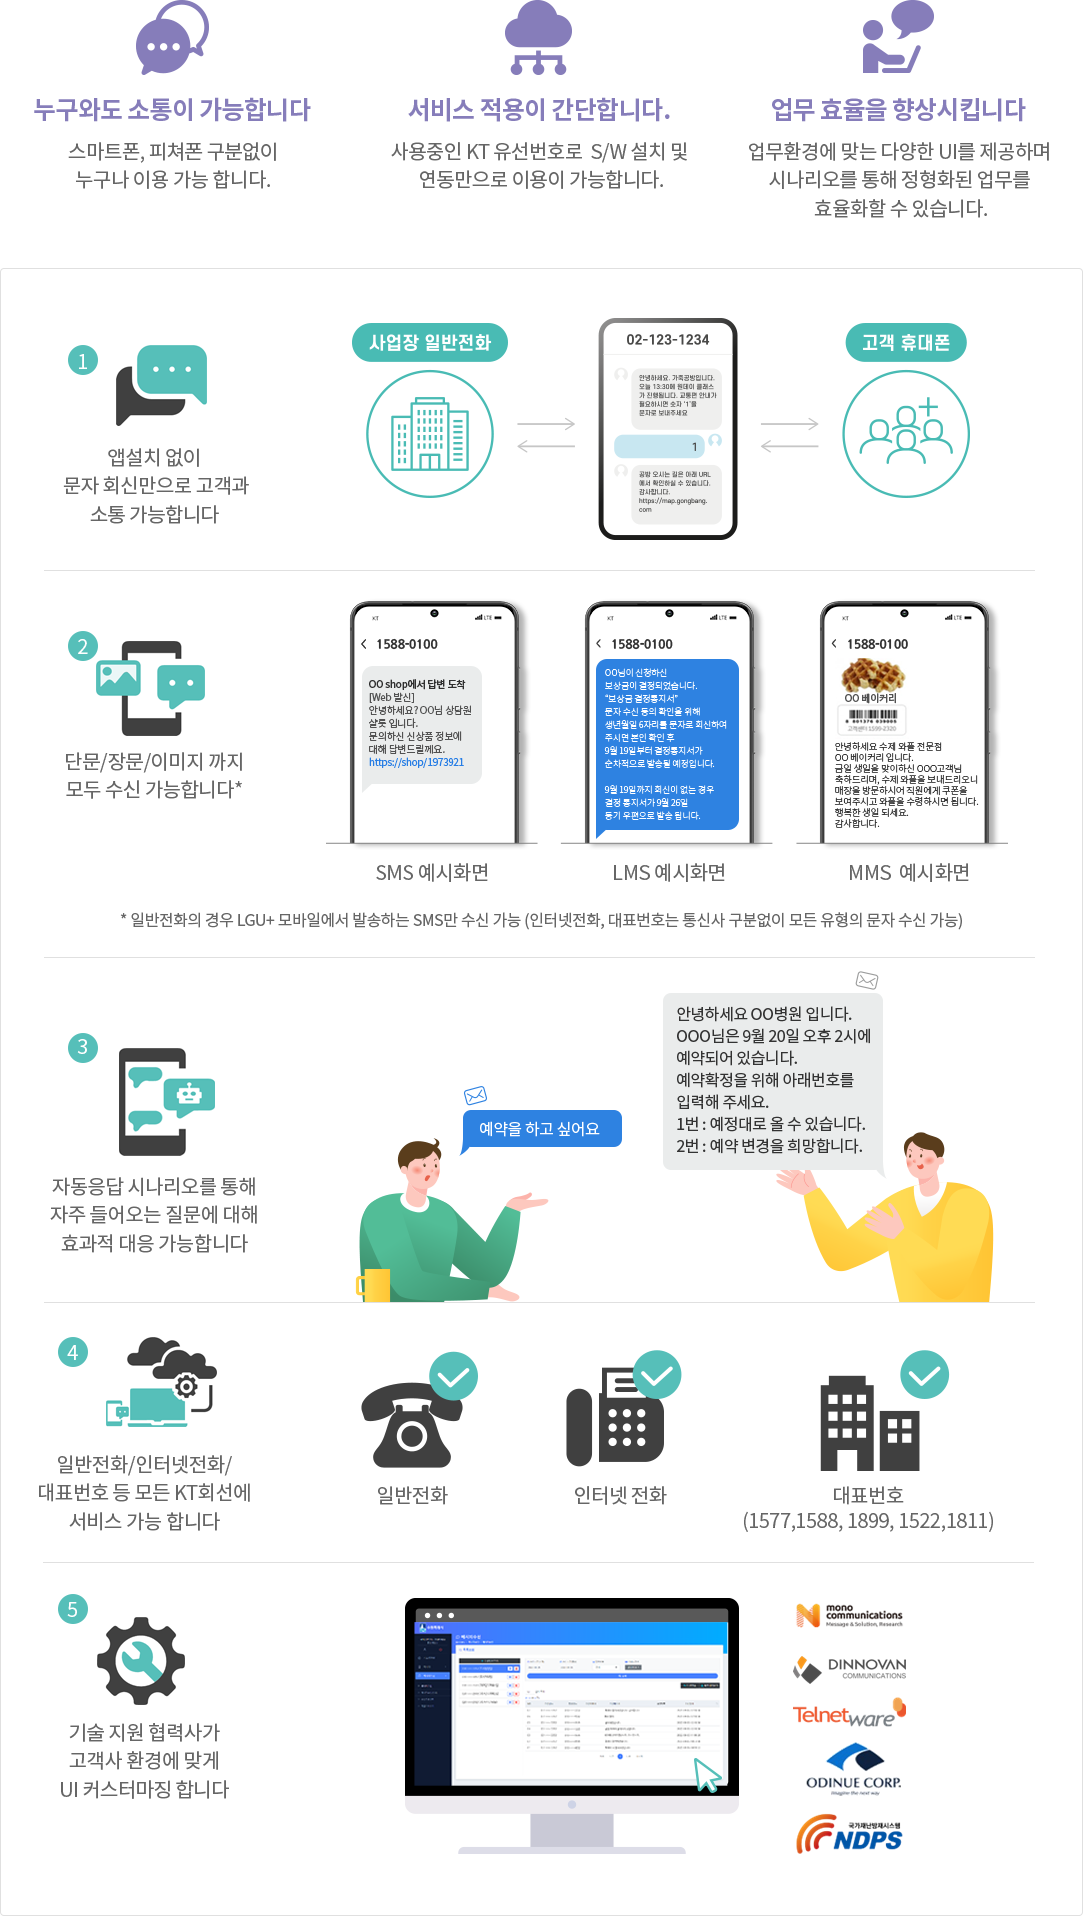 누구와도 소통이 가능합니다
스마트폰, 피쳐폰 구분없이
누구나 이용 가능 합니다.
서비스 적용이 간단합니다.
사용중인 KT 유선번호로 S/W 설치 및
연동만으로 이용이 가능합니다.
업무 효율을 향상시킵니다
업무환경에 맞는 다양한 UI를 제공하며
시나리오를 통해 정형화된 업무를
효율화할 수 있습니다.
1
앱설치 없이
문자 회신만으로 고객과
소통 가능합니다
사업장 일반전화
02-123-1234
안녕하세요. 가죽공방입니다.
오늘 13:30에 원데이 클래스
가 진행됩니다. 교통편 안내가
필요하시면 숫자 '1'을
문자로 보내주세요
1
공방 오시는 길은 아래 URL
에서 확인하실 수 있습니다.
감사합니다.
https://map.gongbang.
com
고객 휴대폰
2
단문/장문/이미지 까지
모두 수신 가능합니다*
KT
LTE
1588-0100
OO shop에서 답변 도착
[Web 발신]
안녕하세요? OO님 상담원
샬롯 입니다.
문의하신 신상품 정보에
대해 답변드릴께요.
https://shop/1973921
SMS 예시화면
KT
LTE
1588-0100
OO님이 신청하신
보상금이 결정되었습니다.
"보상금 결정통지서"
문자 수신 동의 확인을 위해
생년월일 6자리를 문자로 회신하여
주시면 본인 확인 후
9월 19일부터 결정통지서가
순차적으로 발송될 예정입니다.
9월 19일까지 회신이 없는 경우
결정 통지서가 9월 26일
등기 우편으로 발송 됩니다.
LMS 예시화면
KT
LTE
1588-0100
OO 베이커리
고객센터 1599-2320
안녕하세요 수제 와플 전문점
OO 베이커리 입니다.
금일 생일을 맞이하신 OOO고객님
축하드리며, 수제 와플을 보내드리오니
매장을 방문하시어 직원에게 쿠폰을
보여주시고 와플을 수령하시면 됩니다.
행복한 생일 되세요.
감사합니다.
MMS 예시화면
* 일반전화의 경우 LGU+ 모바일에서 발송하는 SMS만 수신 가능 (인터넷전화, 대표번호는 통신사 구분없이 모든 유형의 문자 수신 가능)
3
자동응답 시나리오를 통해
자주 들어오는 질문에 대해
효과적 대응 가능합니다
예약을 하고 싶어요
안녕하세요 OO병원 입니다.
OOO님은 9월 20일 오후 2시에
예약되어 있습니다.
예약확정을 위해 아래번호를
입력해 주세요.
1번 : 예정대로 올 수 있습니다.
2번 : 예약 변경을 희망합니다.
4
일반전화/인터넷전화/
대표번호 등 모든 KT회선에
서비스 가능 합니다
일반전화
인터넷 전화
대표번호
(1577,1588, 1899, 1522,1811)
5
기술 지원 협력사가
고객사 환경에 맞게
UI 커스터마징 합니다
mono
communications
Message & Solution, Research
DINNOVAN
COMMUNICATIONS
Telnetware
ODINUE CORP.
Imagine the next way
국가재난방재시스템
NDPS